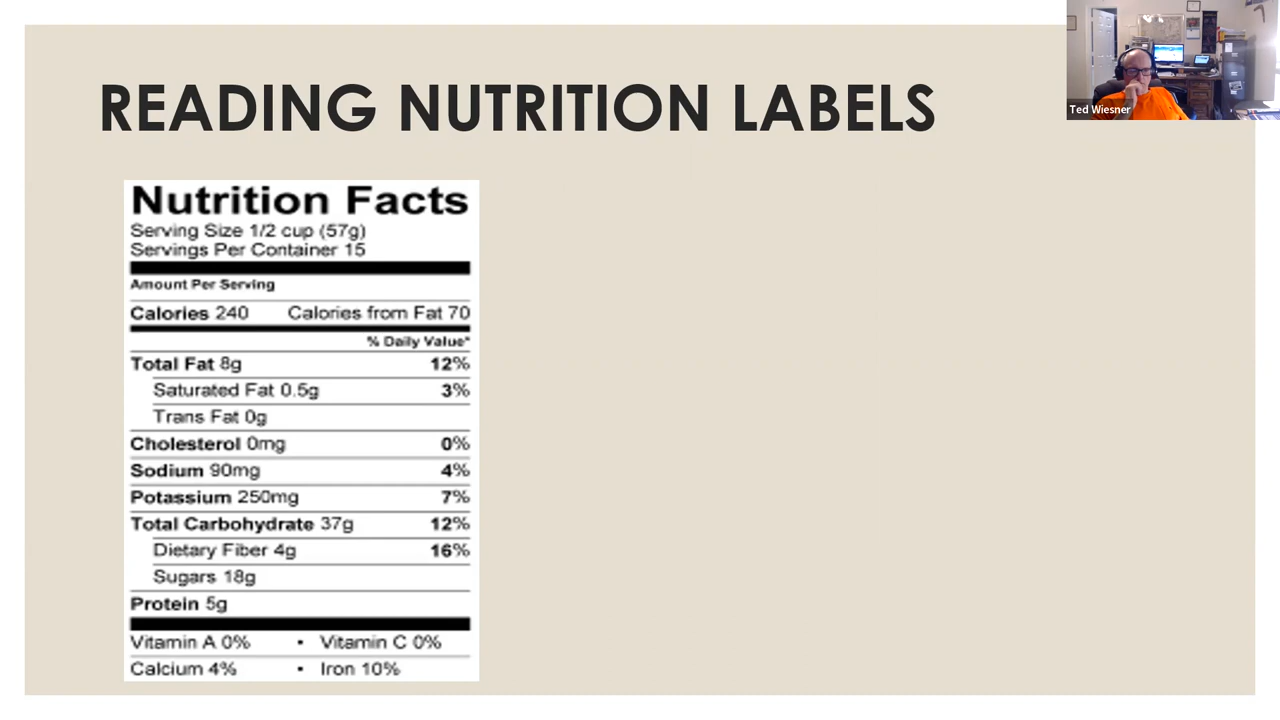 READING NUTRITION LABELS
Ted Wiesner
Nutrition Facts
Serving Size 1/2 cup (57g)
Servings Per Container 15
Amount Per Serving
Calories 240 Calories from Fat 70
% Daily Value*
Total Fat 8g 12%
Saturated Fat 0.5g 3%
Trans Fat 0g
Cholesterol 0mg 0%
Sodium 90mg 4%
Potassium 250mg 7%
Total Carbohydrate 37g 12%
Dietary Fiber 4g 16%
Sugars 18g
Protein 5g
Vitamin A 0% • Vitamin C 0%
Calcium 4% • Iron 10%